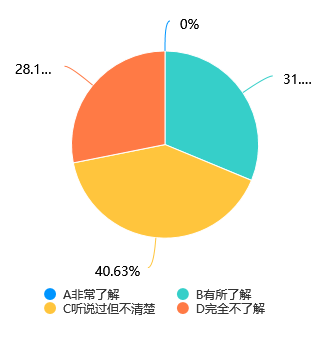 0%
28.1...
31....
40.63%
A非常了解
B有所了解
C听说过但不清楚
D完全不了解